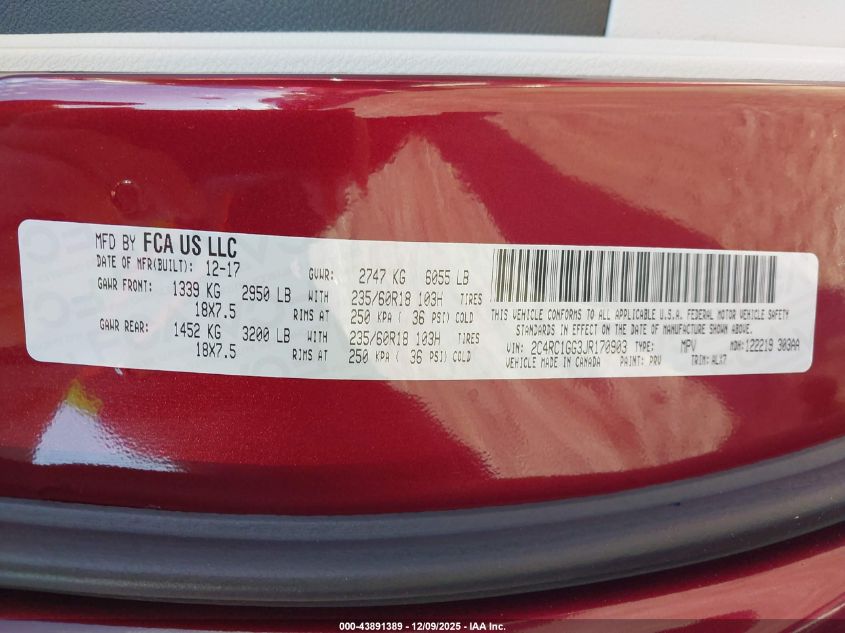 MFD BY FCA US LLC
DATE OF MFR(BUILT): 12-17 GVWR: 2747 KG 6055 LB
GAWR FRONT: 1339 KG 2950 LB WITH 235/60R18 103H TIRES
18X7.5 RIMS AT 250 KPA ( 36 PSI) COLD
GAWR REAR: 1452 KG 3200 LB WITH 235/60R18 103H TIRES
18X7.5 RIMS AT 250 KPA ( 36 PSI) COLD
THIS VEHICLE CONFORMS TO ALL APPLICABLE U.S.A. FEDERAL MOTOR VEHICLE SAFETY
STANDARDS IN EFFECT ON THE DATE OF MANUFACTURE SHOWN ABOVE.
VIN: 2C4RC1GG3JR170903 TYPE: MPV MDH: 122219 303AA
VEHICLE MADE IN CANADA PAINT: PRV TRIM: ALX7
000-43891389 - 12/09/2025 - IAA Inc.